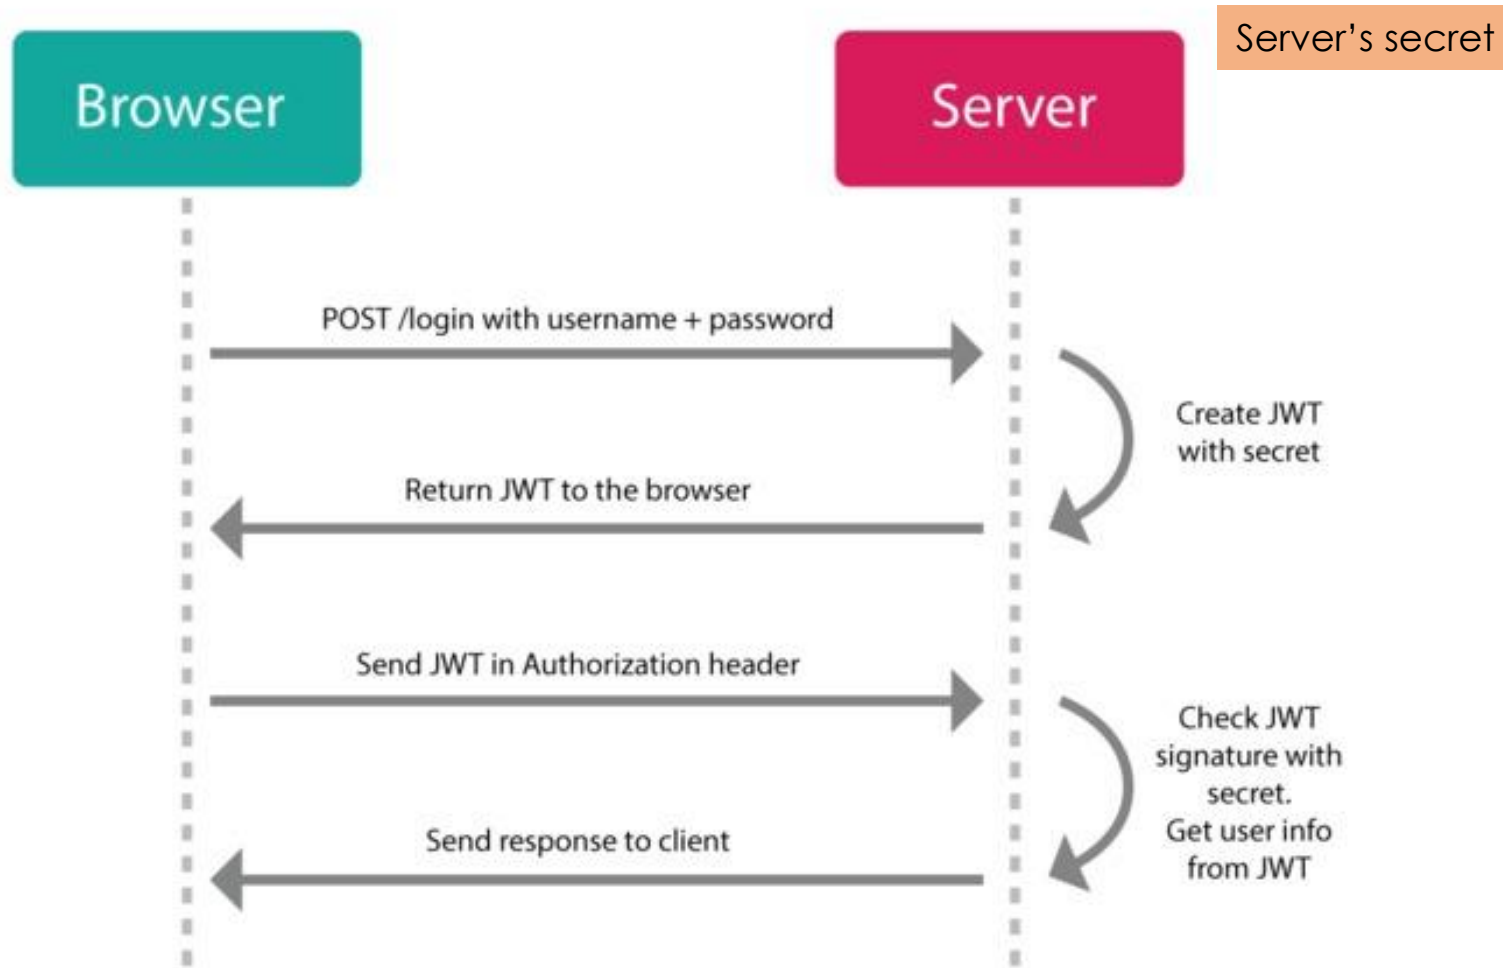 Server’s secret
Browser
Server
POST /login with username + password
Create JWT
with secret
Return JWT to the browser
Send JWT in Authorization header
Check JWT
signature with
secret.
Get user info
from JWT
Send response to client